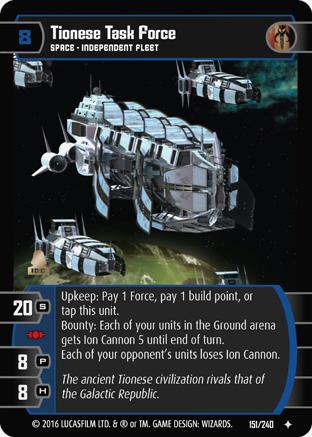 8 Tionese Task Force
SPACE - INDEPENDENT FLEET
IDC
20 S
8 P
8 H
Upkeep: Pay 1 Force, pay 1 build point, or
tap this unit.
Bounty: Each of your units in the Ground arena
gets Ion Cannon 5 until end of turn.
Each of your opponent's units loses Ion Cannon.
The ancient Tionese civilization rivals that of
the Galactic Republic.
© 2016 LUCASFILM LTD. & ® or TM. GAME DESIGN: WIZARDS. 151/240